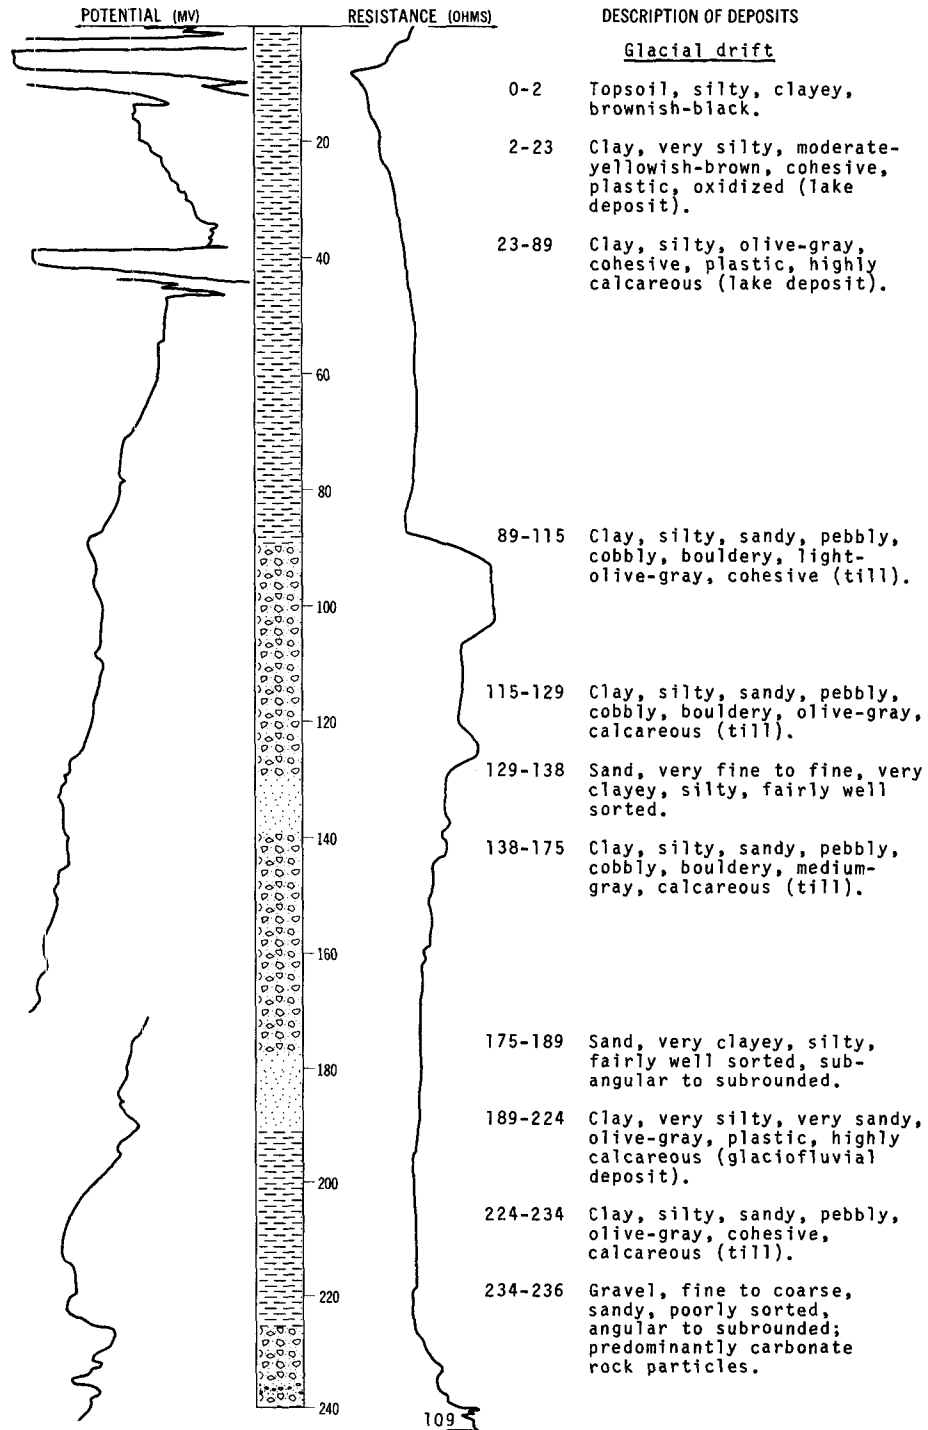 POTENTIAL (MV)
RESISTANCE (OHMS)
DESCRIPTION OF DEPOSITS
Glacial drift
0-2 Topsoil, silty, clayey,
brownish-black.
2-23 Clay, very silty, moderate-
yellowish-brown, cohesive,
plastic, oxidized (lake
deposit).
23-89 Clay, silty, olive-gray,
cohesive, plastic, highly
calcareous (lake deposit).
89-115 Clay, silty, sandy, pebbly,
cobbly, bouldery, light-
olive-gray, cohesive (till).
115-129 Clay, silty, sandy, pebbly,
cobbly, bouldery, olive-gray,
calcareous (till).
129-138 Sand, very fine to fine, very
clayey, silty, fairly well
sorted.
138-175 Clay, silty, sandy, pebbly,
cobbly, bouldery, medium-
gray, calcareous (till).
175-189 Sand, very clayey, silty,
fairly well sorted, sub-
angular to subrounded.
189-224 Clay, very silty, very sandy,
olive-gray, plastic, highly
calcareous (glaciofluvial
deposit).
224-234 Clay, silty, sandy, pebbly,
olive-gray, cohesive,
calcareous (till).
234-236 Gravel, fine to coarse,
sandy, poorly sorted,
angular to subrounded;
predominantly carbonate
rock particles.
20
40
60
80
100
120
140
160
180
200
220
240
109